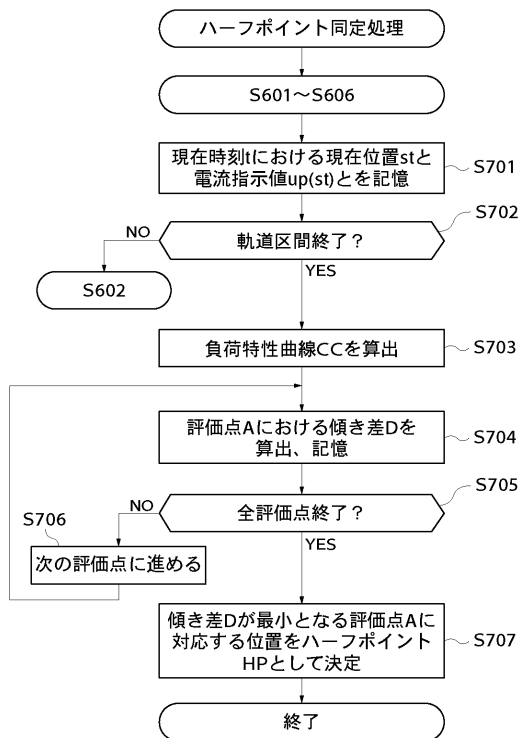 ハーフポイント同定処理
S601～S606
現在時刻tにおける現在位置stと
電流指示値up(st)とを記憶
S701
S702
軌道区間終了？
NO
YES
S602
負荷特性曲線CCを算出
S703
評価点Aにおける傾き差Dを
算出、記憶
S704
S705
全評価点終了？
NO
YES
S706
次の評価点に進める
傾き差Dが最小となる評価点Aに
対応する位置をハーフポイント
HPとして決定
S707
終了